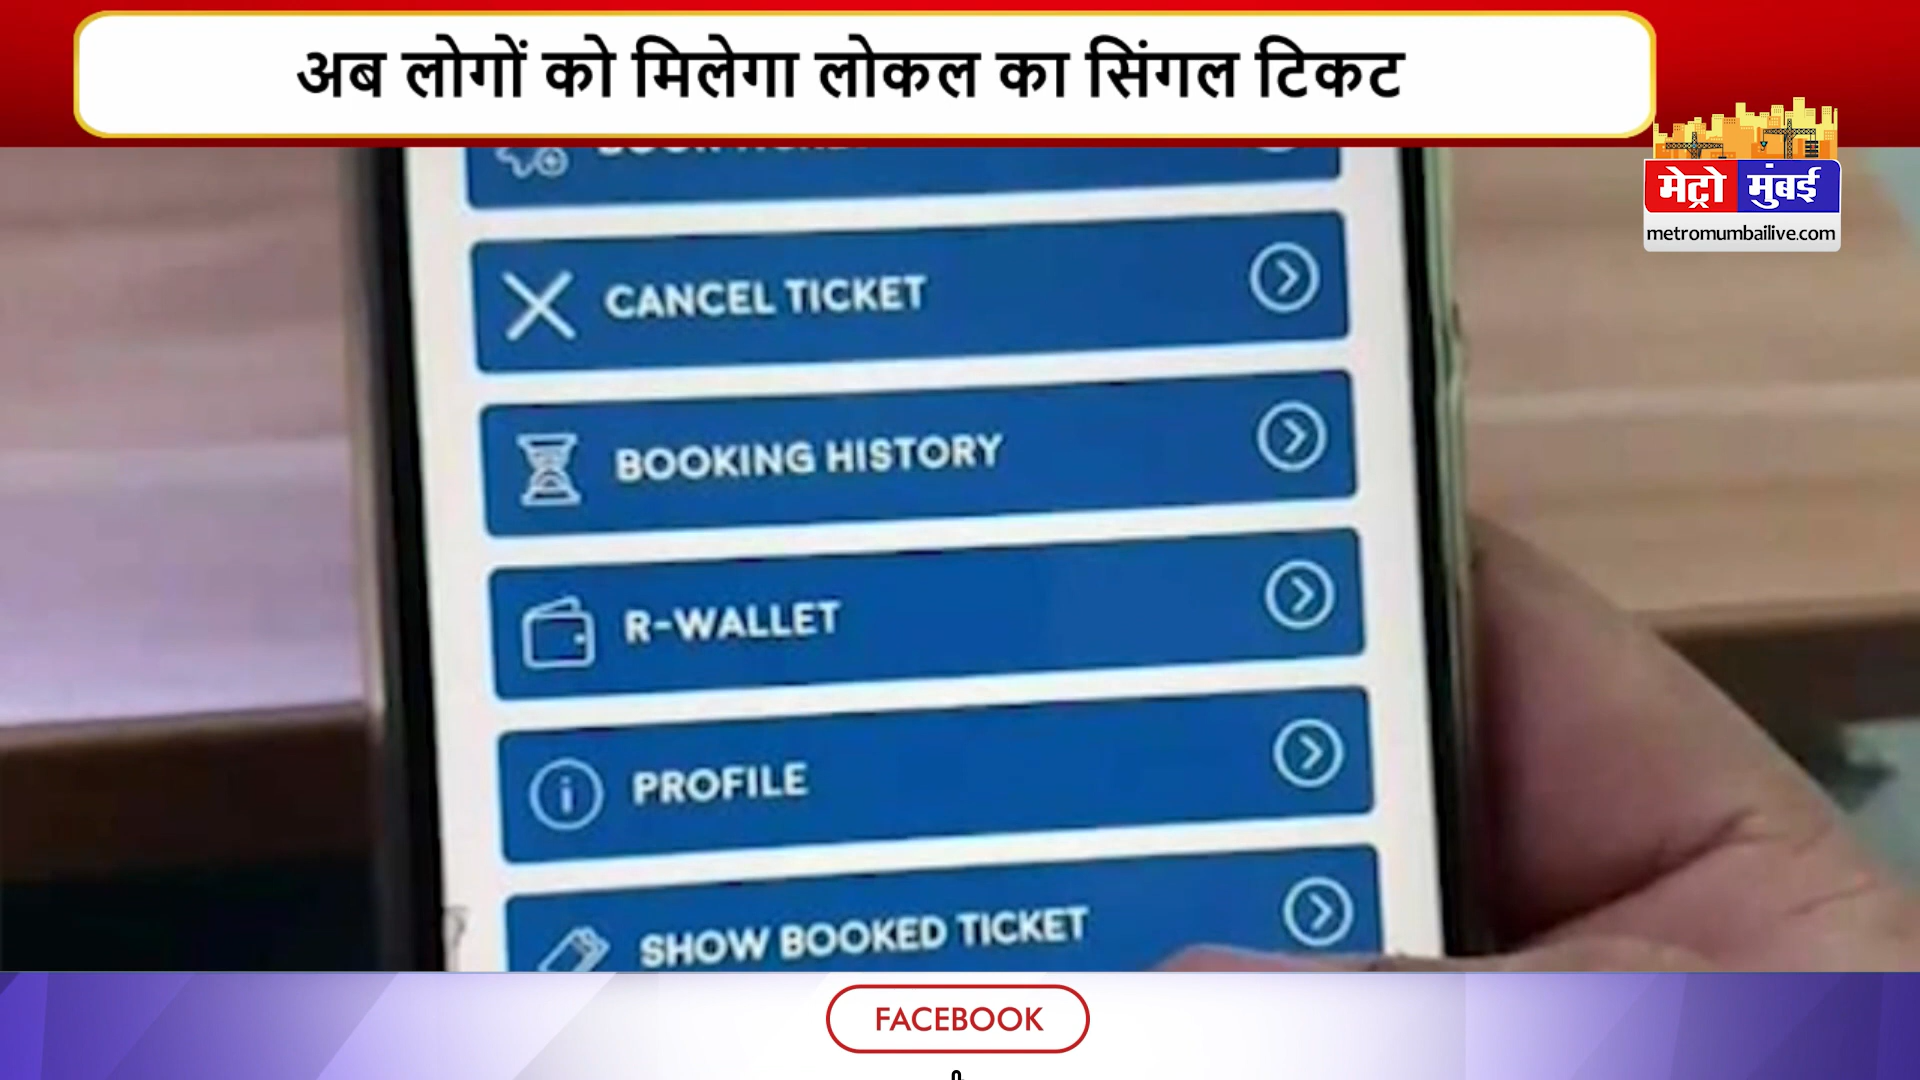 अब लोगों को मिलेगा लोकल का सिंगल टिकट
मेट्रो मुंबई
metromumbailive.com
CANCEL TICKET
BOOKING HISTORY
R-WALLET
PROFILE
SHOW BOOKED TICKET
FACEBOOK